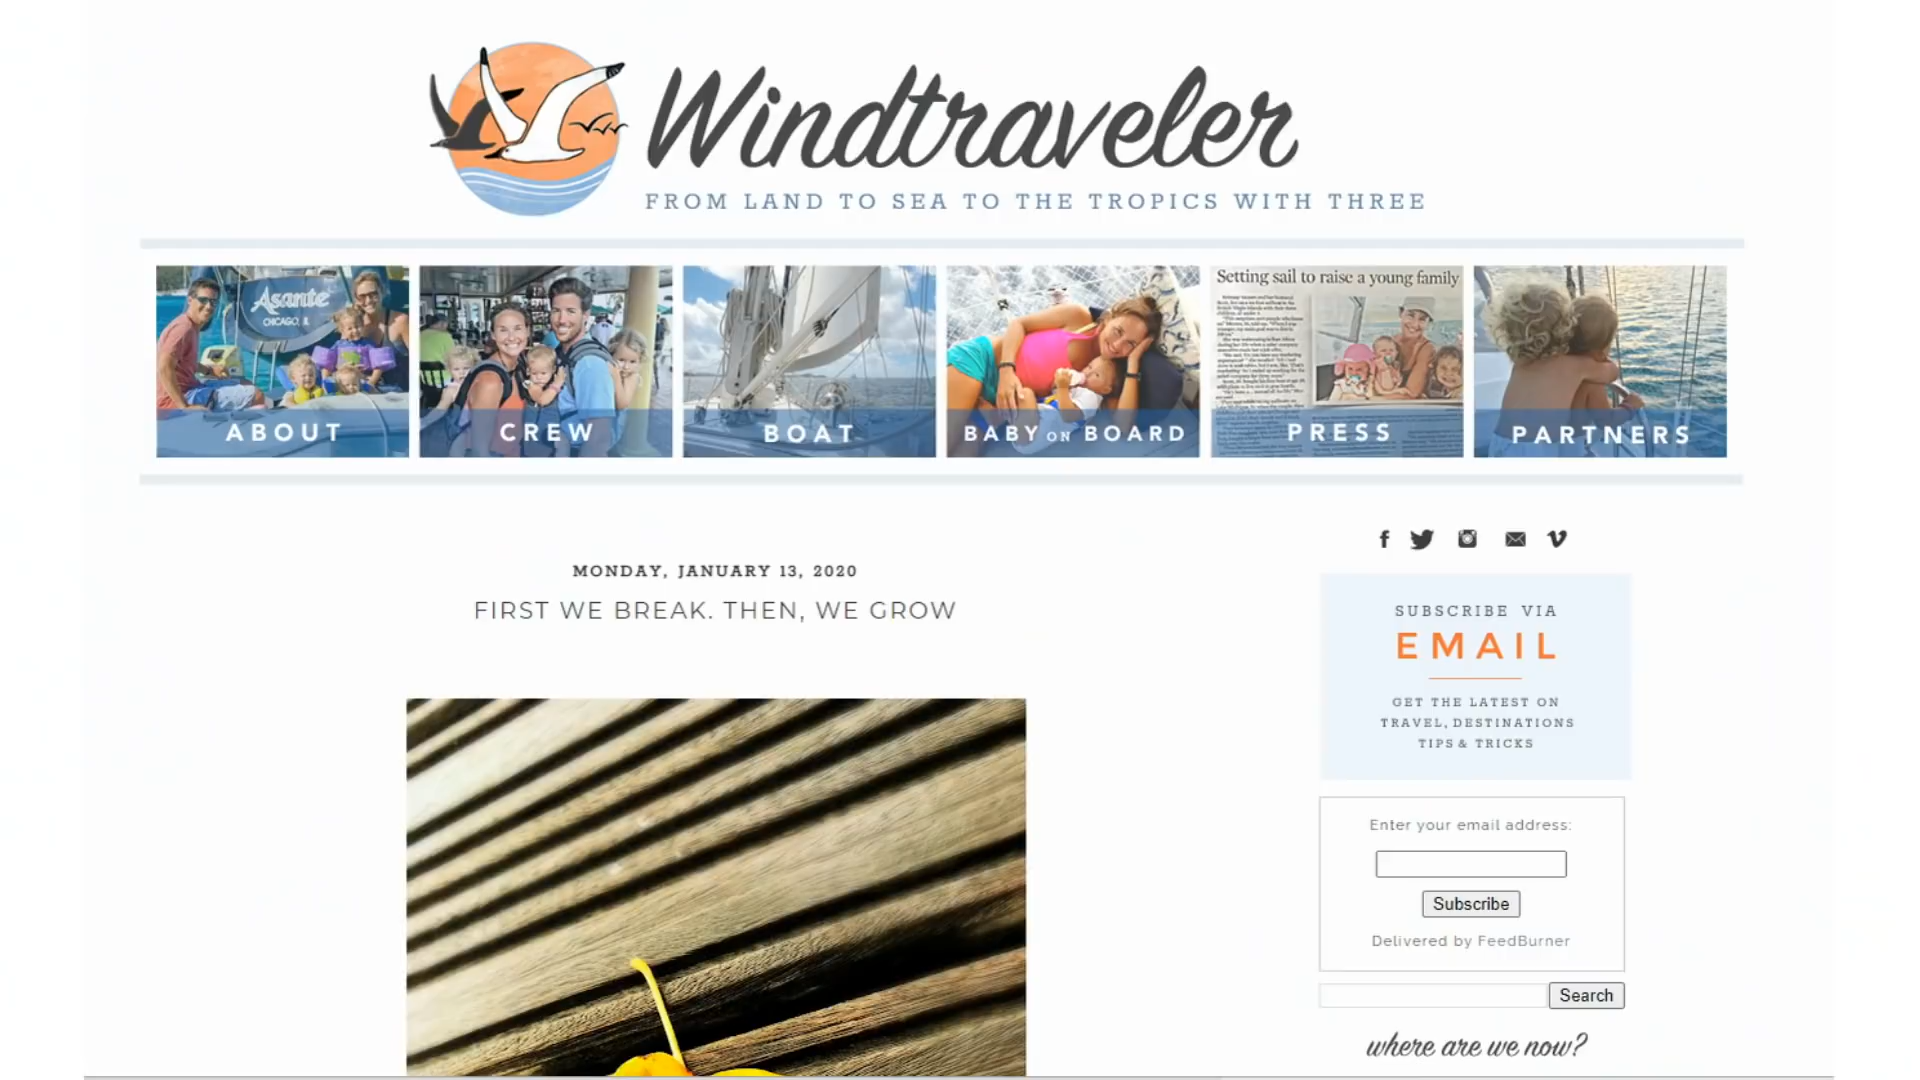 Windtraveler
FROM LAND TO SEA TO THE TROPICS WITH THREE
Asante
CHICAGO, IL
ABOUT
CREW
BOAT
BABY ON BOARD
Setting sail to raise a young family
PRESS
PARTNERS
MONDAY, JANUARY 13, 2020
FIRST WE BREAK. THEN, WE GROW
SUBSCRIBE VIA
EMAIL
GET THE LATEST ON
TRAVEL, DESTINATIONS
TIPS & TRICKS
Enter your email address:
Subscribe
Delivered by FeedBurner
Search
where are we now?